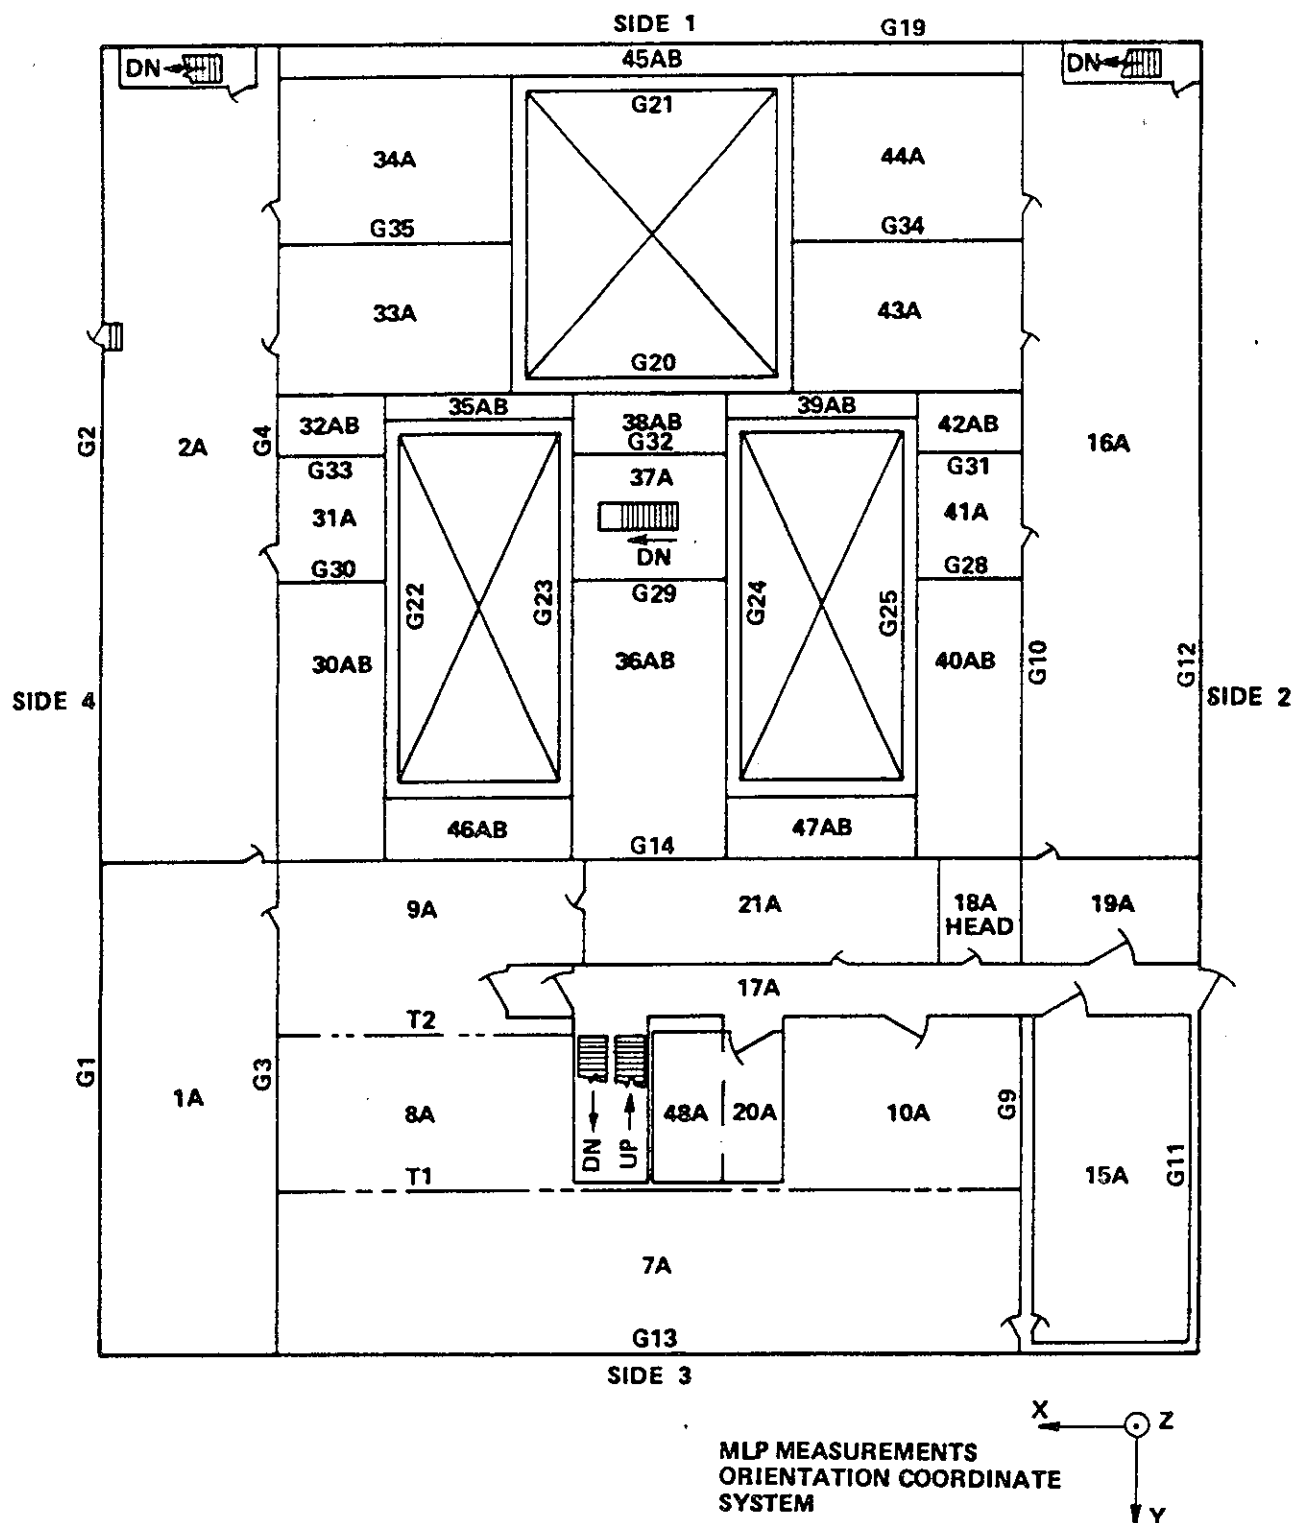 SIDE 1
G19
DN
45AB
DN
G21
34A
44A
G35
G34
33A
43A
G20
35AB
39AB
32AB
38AB
42AB
G2
2A
G4
G32
16A
G33
37A
G31
31A
41A
DN
G30
G28
G22
G23
G29
G24
G25
30AB
36AB
40AB
G10
G12
SIDE 4
SIDE 2
46AB
47AB
G14
9A
21A
18A
HEAD
19A
17A
T2
G1
G3
1A
8A
DN
UP
48A
20A
10A
G9
G11
15A
T1
7A
G13
SIDE 3
X
Z
MLP MEASUREMENTS
ORIENTATION COORDINATE
SYSTEM
Y